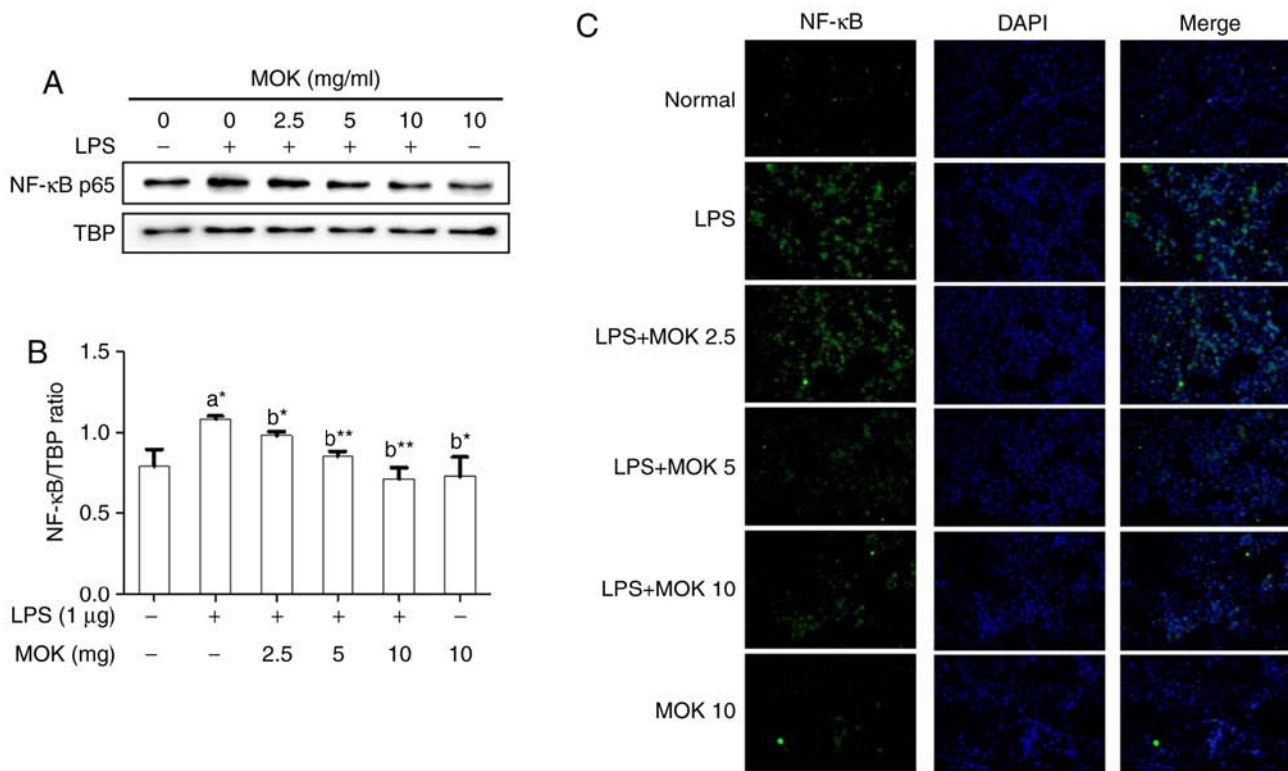 A
MOK (mg/ml)
0 0 2.5 5 10 10
LPS – + + + + –
NF-κB p65
TBP
B
NF-κB/TBP ratio
1.5
1.0
0.5
0.0
a* b* b** b** b*
LPS (1 µg) – + + + + –
MOK (mg) – – 2.5 5 10 10
C
NF-κB DAPI Merge
Normal
LPS
LPS+MOK 2.5
LPS+MOK 5
LPS+MOK 10
MOK 10